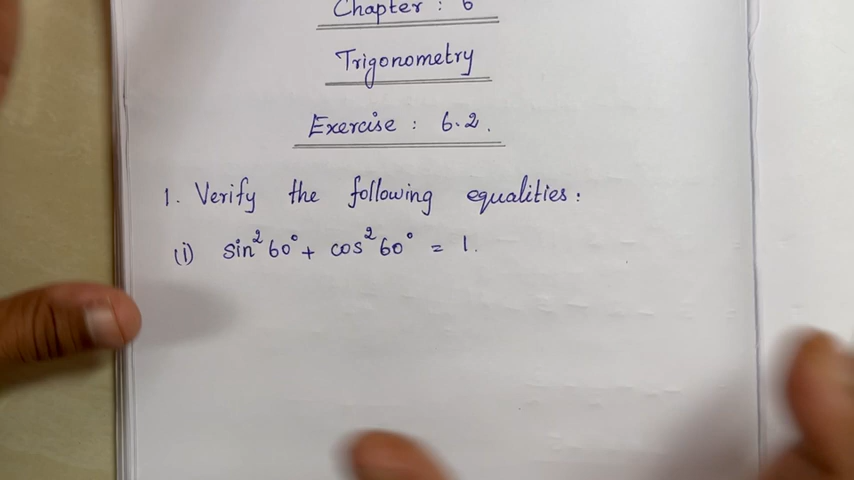 Chapter : 6
Trigonometry
Exercise : 6.2.
1. Verify the following equalities :
(i) sin²60° + cos²60° = 1.